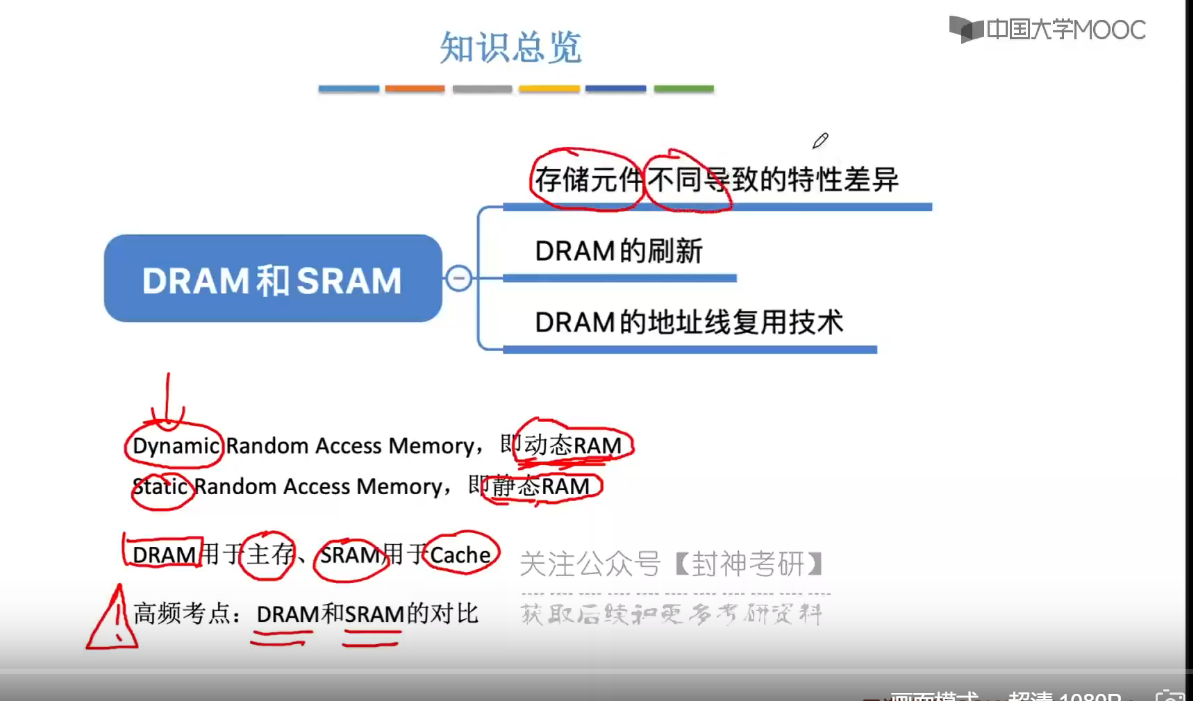 中国大学MOOC
知识总览
存储元件不同导致的特性差异
DRAM的刷新
DRAM和SRAM
DRAM的地址线复用技术
Dynamic Random Access Memory，即动态RAM
Static Random Access Memory，即静态RAM
DRAM用于主存、SRAM用于Cache
关注公众号【封神考研】
高频考点：DRAM和SRAM的对比
获取后续和更多考研资料
画面模式 超清 1080P